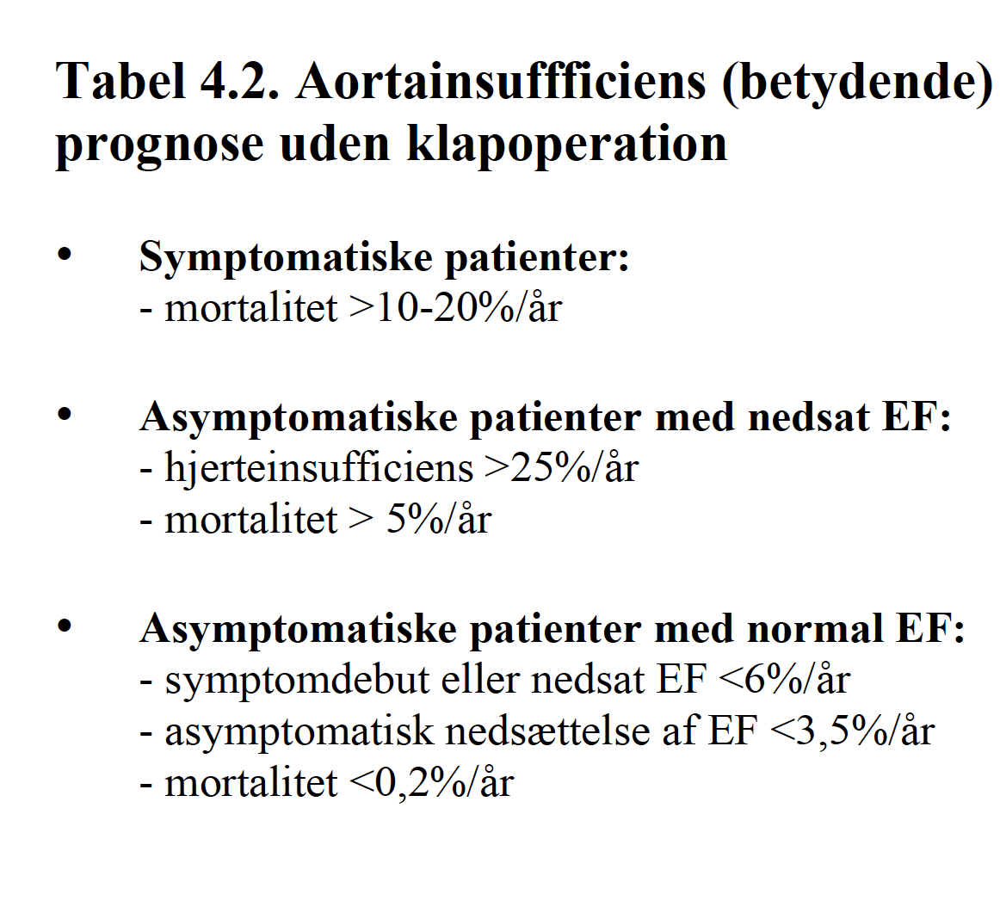 Tabel 4.2. Aortainsuffficiens (betydende)
prognose uden klapoperation
• Symptomatiske patienter:
- mortalitet >10-20%/år
• Asymptomatiske patienter med nedsat EF:
- hjerteinsufficiens >25%/år
- mortalitet > 5%/år
• Asymptomatiske patienter med normal EF:
- symptomdebut eller nedsat EF <6%/år
- asymptomatisk nedsættelse af EF <3,5%/år
- mortalitet <0,2%/år